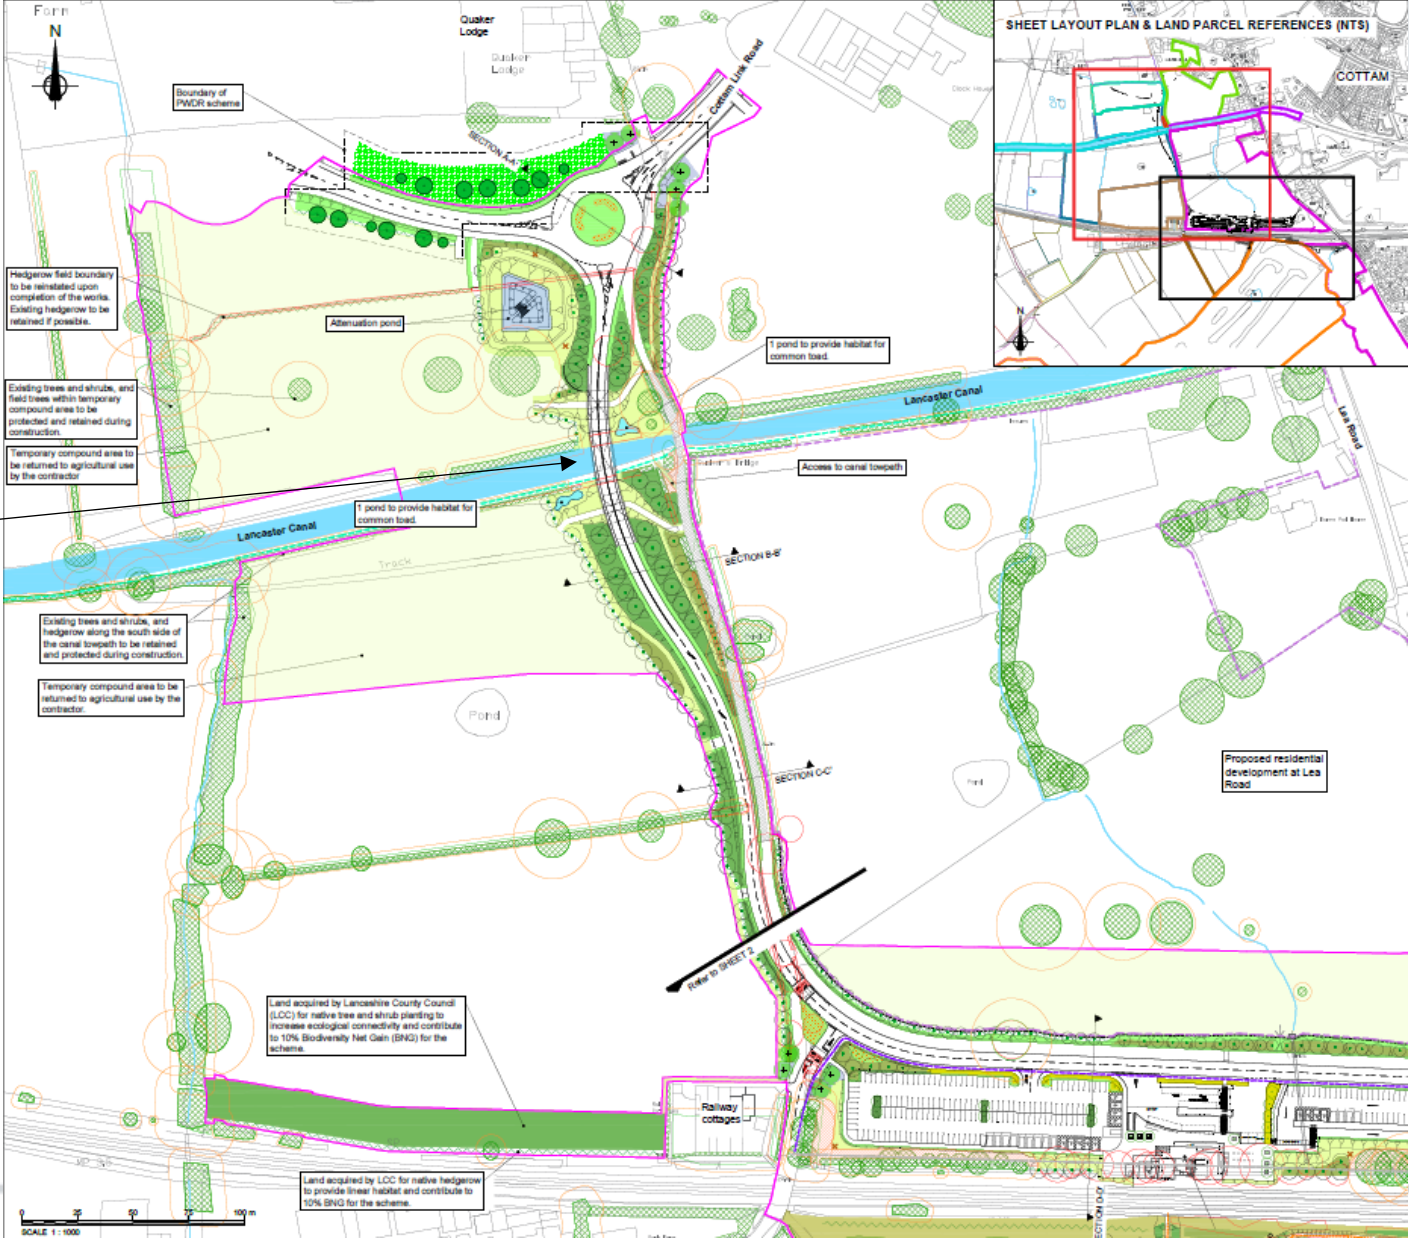 Farm
N
Quaker
Lodge
Quaker
Lodge
Boundary of
PWDR scheme
SECTION A-A'
Cottam Link Road
SHEET LAYOUT PLAN & LAND PARCEL REFERENCES (NTS)
COTTAM
N
Hedgerow field boundary
to be reinstated upon
completion of the works.
Existing hedgerow to be
retained if possible.
Attenuation pond
1 pond to provide habitat for
common toad.
Existing trees and shrubs, and
field trees within temporary
compound area to be
protected and retained during
construction.
Lancaster Canal
Lea Road
Temporary compound area to
be returned to agricultural use
by the contractor
Access to canal towpath
1 pond to provide habitat for
common toad.
Lancaster Canal
Track
SECTION B-B'
Existing trees and shrubs, and
hedgerow along the south side of
the canal towpath to be retained
and protected during construction.
Temporary compound area to be
returned to agricultural use by the
contractor.
Pond
SECTION C-C'
Pond
Proposed residential
development at Lea
Road
Refer to SHEET 2
Land acquired by Lancashire County Council
(LCC) for native tree and shrub planting to
increase ecological connectivity and contribute
to 10% Biodiversity Net Gain (BNG) for the
scheme.
Railway
cottages
Land acquired by LCC for native hedgerow
to provide linear habitat and contribute to
10% BNG for the scheme.
SECTION D-D'
0 25 50 75 100 m
SCALE 1 : 1000